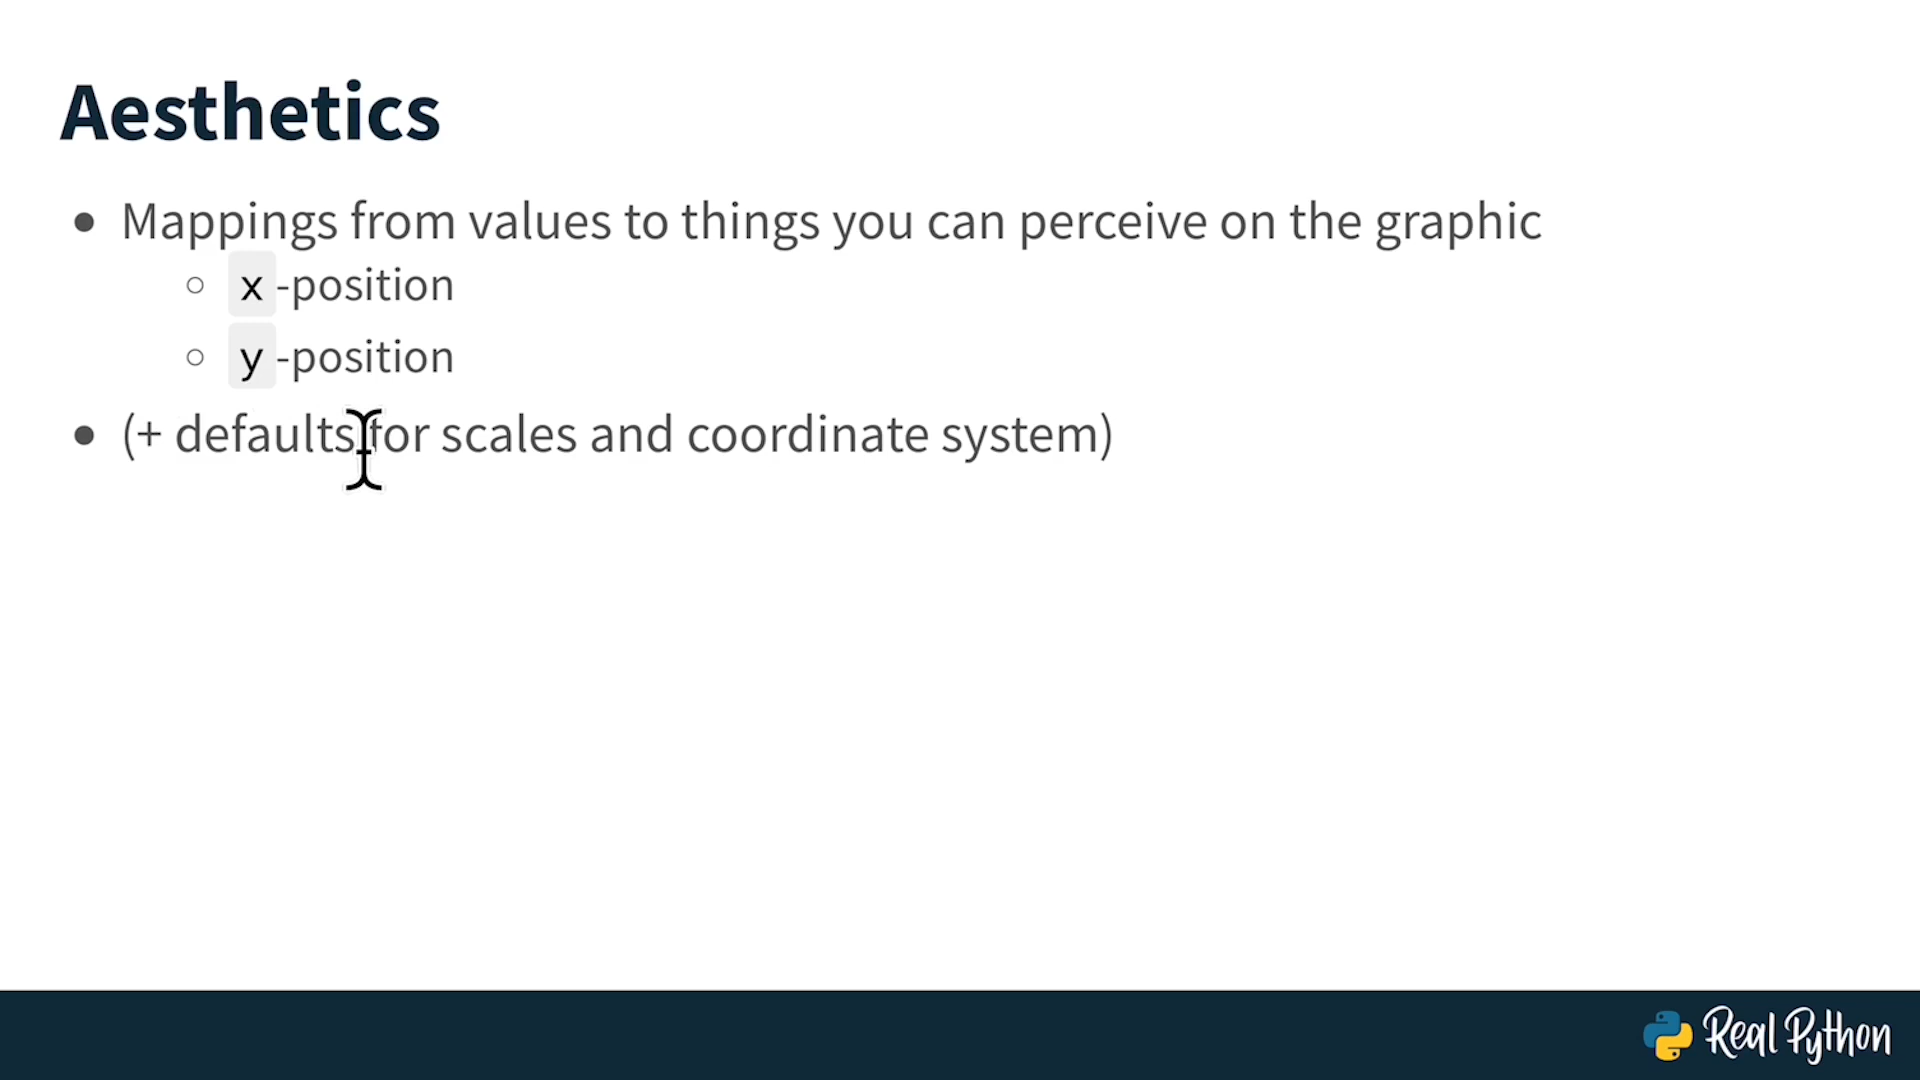 Aesthetics
• Mappings from values to things you can perceive on the graphic
○ x-position
○ y-position
• (+ defaults for scales and coordinate system)
Real Python